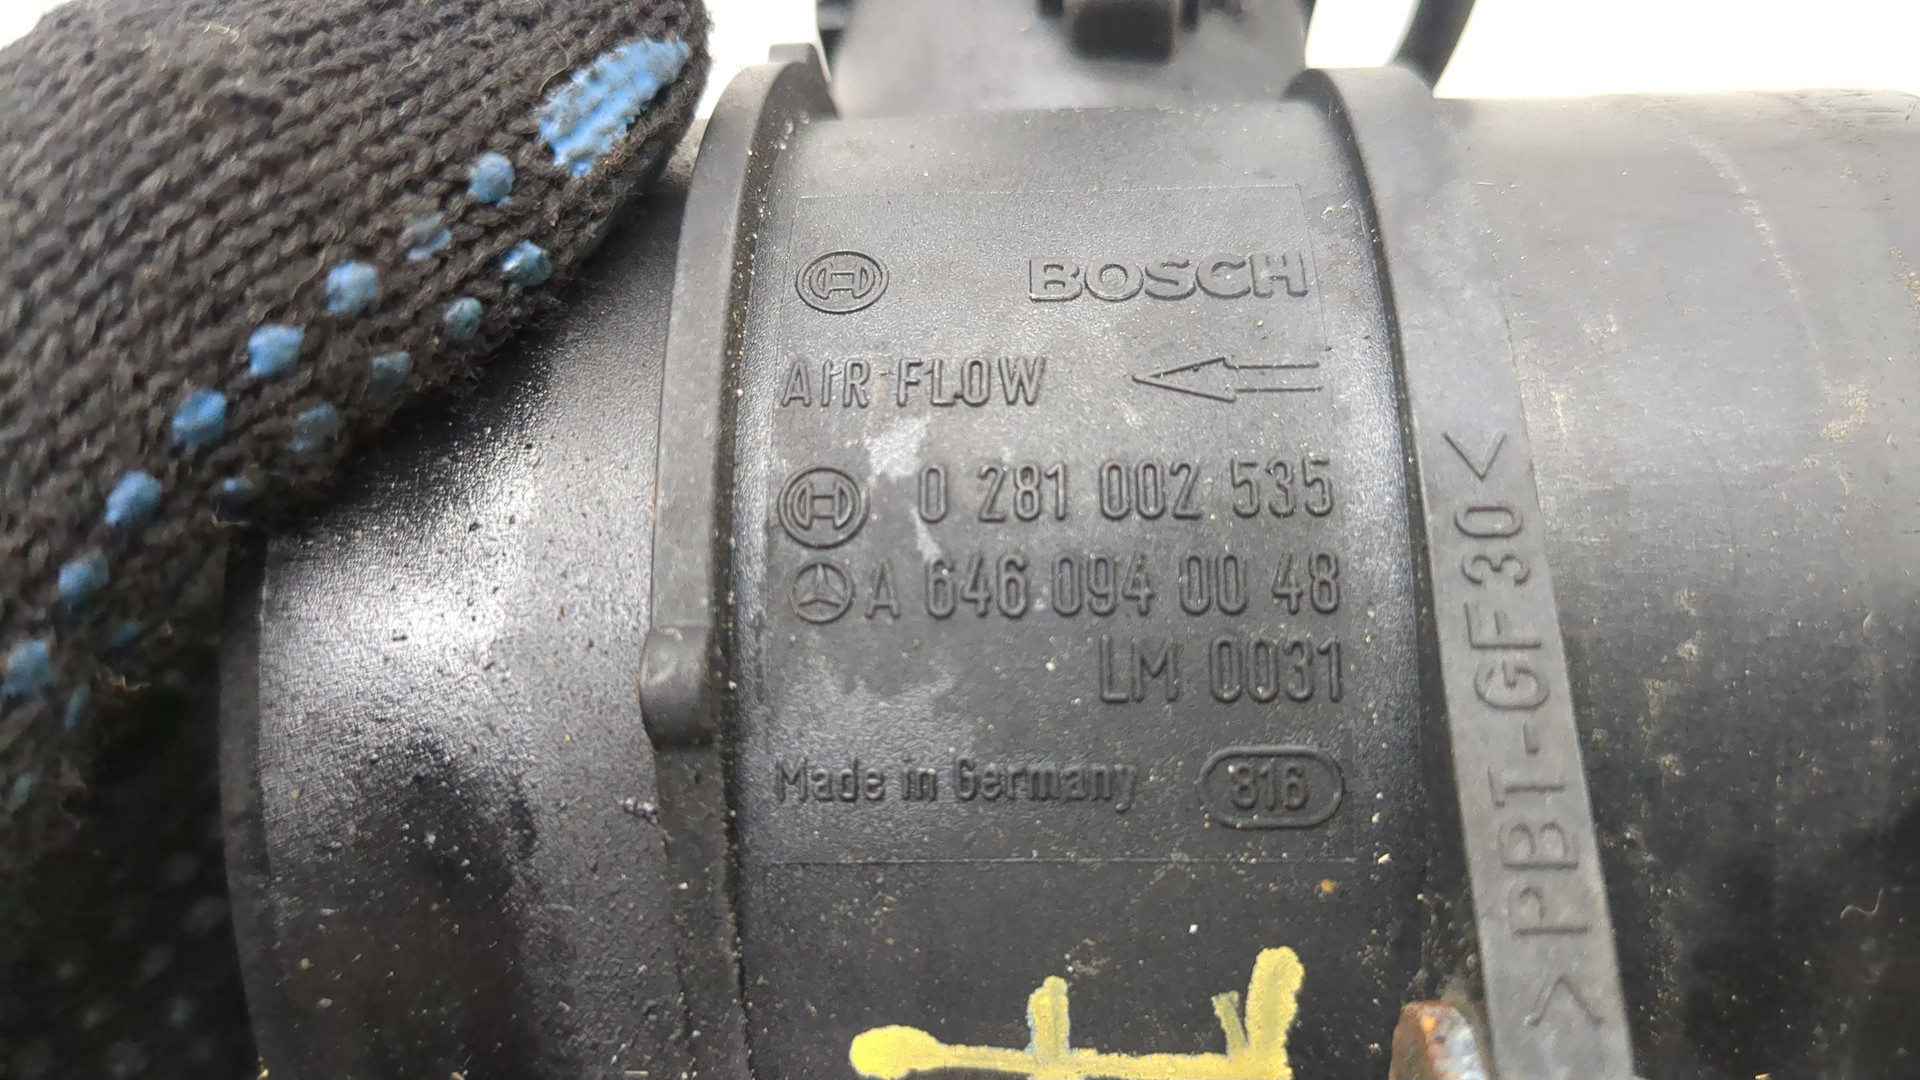 BOSCH
AIR FLOW
0 281 002 535
A 646 094 00 48
LM 0031
Made in Germany 816
>PBT-GF30<